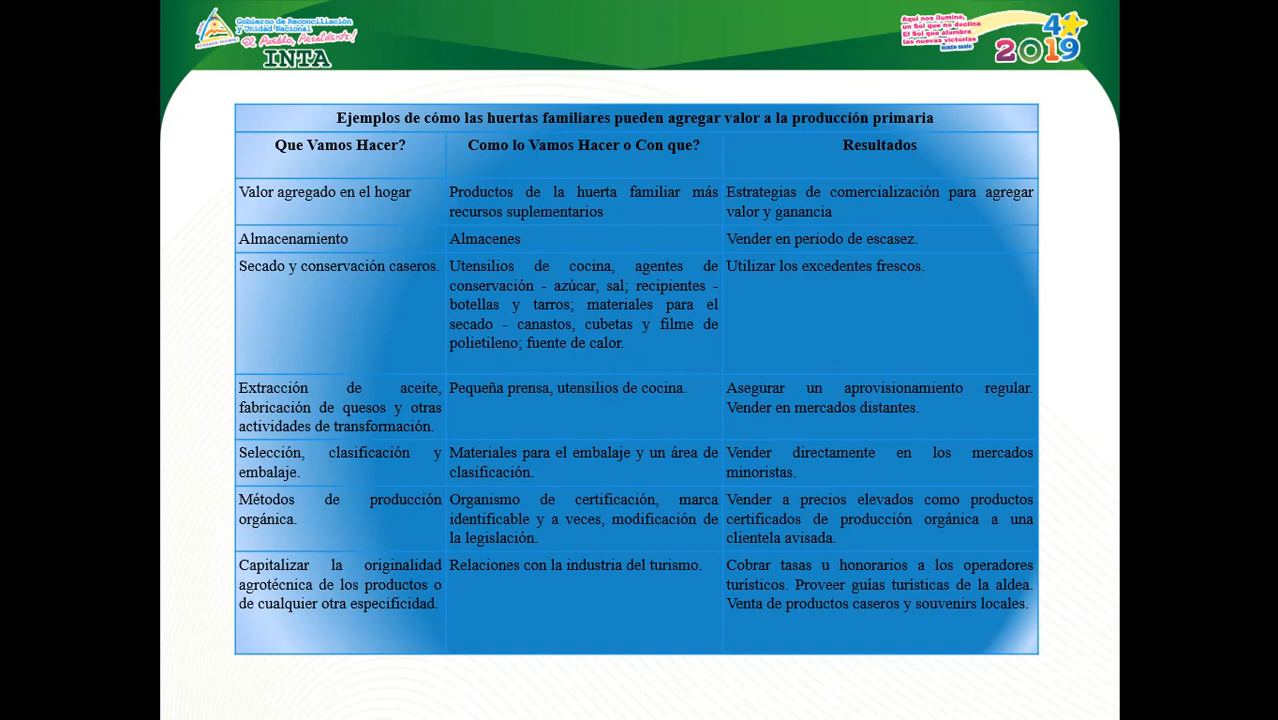 Gobierno de Reconciliación
y Unidad Nacional
El Pueblo, Presidente!
INTA
Aquí nos ilumina,
un Sol que no declina
El Sol que alumbra
las nuevas victorias
RUBÉN DARÍO
2019
Ejemplos de cómo las huertas familiares pueden agregar valor a la producción primaria
Que Vamos Hacer?
Como lo Vamos Hacer o Con que?
Resultados
Valor agregado en el hogar
Productos de la huerta familiar más
recursos suplementarios
Estrategias de comercialización para agregar
valor y ganancia
Almacenamiento
Almacenes
Vender en periodo de escasez.
Secado y conservación caseros.
Utensilios de cocina, agentes de
conservación - azúcar, sal; recipientes -
botellas y tarros; materiales para el
secado - canastos, cubetas y filme de
polietileno; fuente de calor.
Utilizar los excedentes frescos.
Extracción de aceite,
fabricación de quesos y otras
actividades de transformación.
Pequeña prensa, utensilios de cocina.
Asegurar un aprovisionamiento regular.
Vender en mercados distantes.
Selección, clasificación y
embalaje.
Materiales para el embalaje y un área de
clasificación.
Vender directamente en los mercados
minoristas.
Métodos de producción
orgánica.
Organismo de certificación, marca
identificable y a veces, modificación de
la legislación.
Vender a precios elevados como productos
certificados de producción orgánica a una
clientela avisada.
Capitalizar la originalidad
agrotécnica de los productos o
de cualquier otra especificidad.
Relaciones con la industria del turismo.
Cobrar tasas u honorarios a los operadores
turísticos. Proveer guías turísticas de la aldea.
Venta de productos caseros y souvenirs locales.